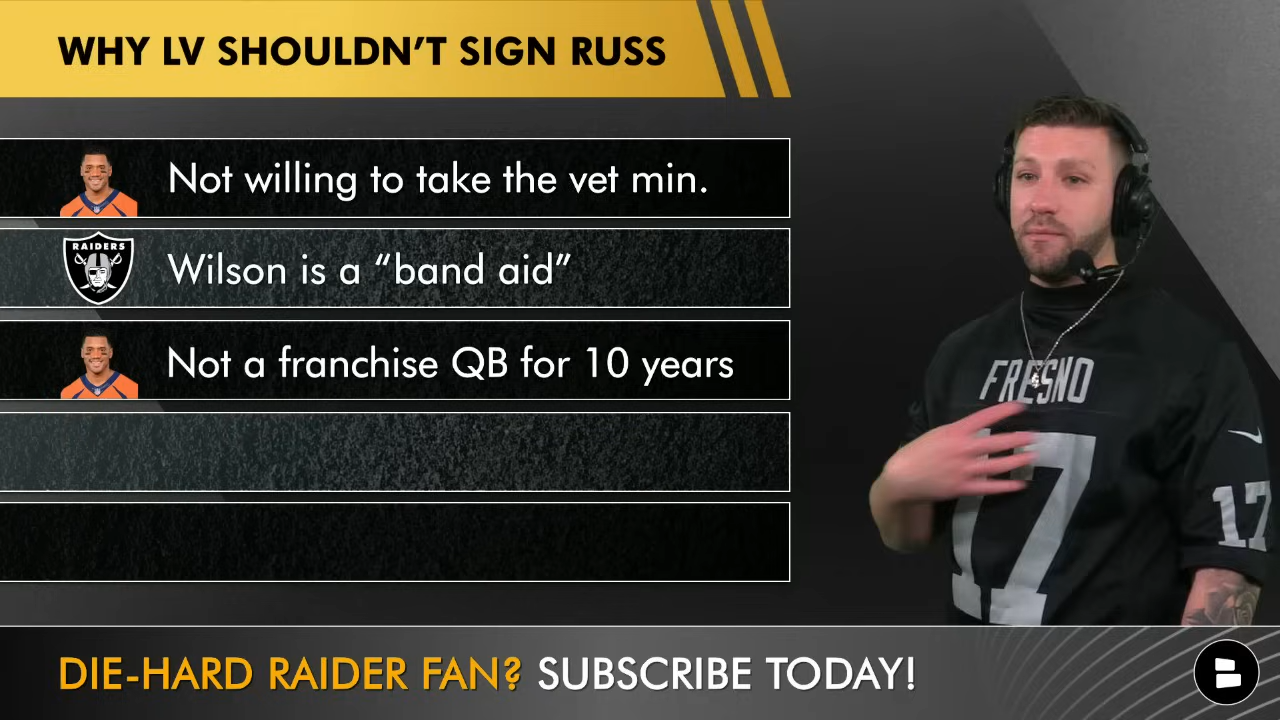 WHY LV SHOULDN'T SIGN RUSS
Not willing to take the vet min.
RAIDERS
Wilson is a “band aid”
Not a franchise QB for 10 years
FRESNO
17
17
DIE-HARD RAIDER FAN? SUBSCRIBE TODAY!